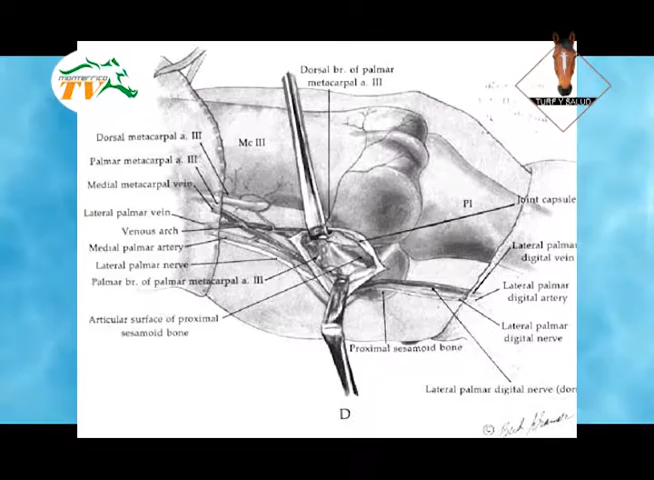 MONTERRICO
TV
TURF Y SALUD
Dorsal br. of palmar
metacarpal a. III
Dorsal metacarpal a. III
Mc III
Palmar metacarpal a. III
Medial metacarpal vein
PI
Joint capsule
Lateral palmar vein
Venous arch
Medial palmar artery
Lateral palmar nerve
Palmar br. of palmar metacarpal a. III
Lateral palmar
digital vein
Lateral palmar
digital artery
Articular surface of proximal
sesamoid bone
Lateral palmar
digital nerve
Proximal sesamoid bone
Lateral palmar digital nerve (dor
D